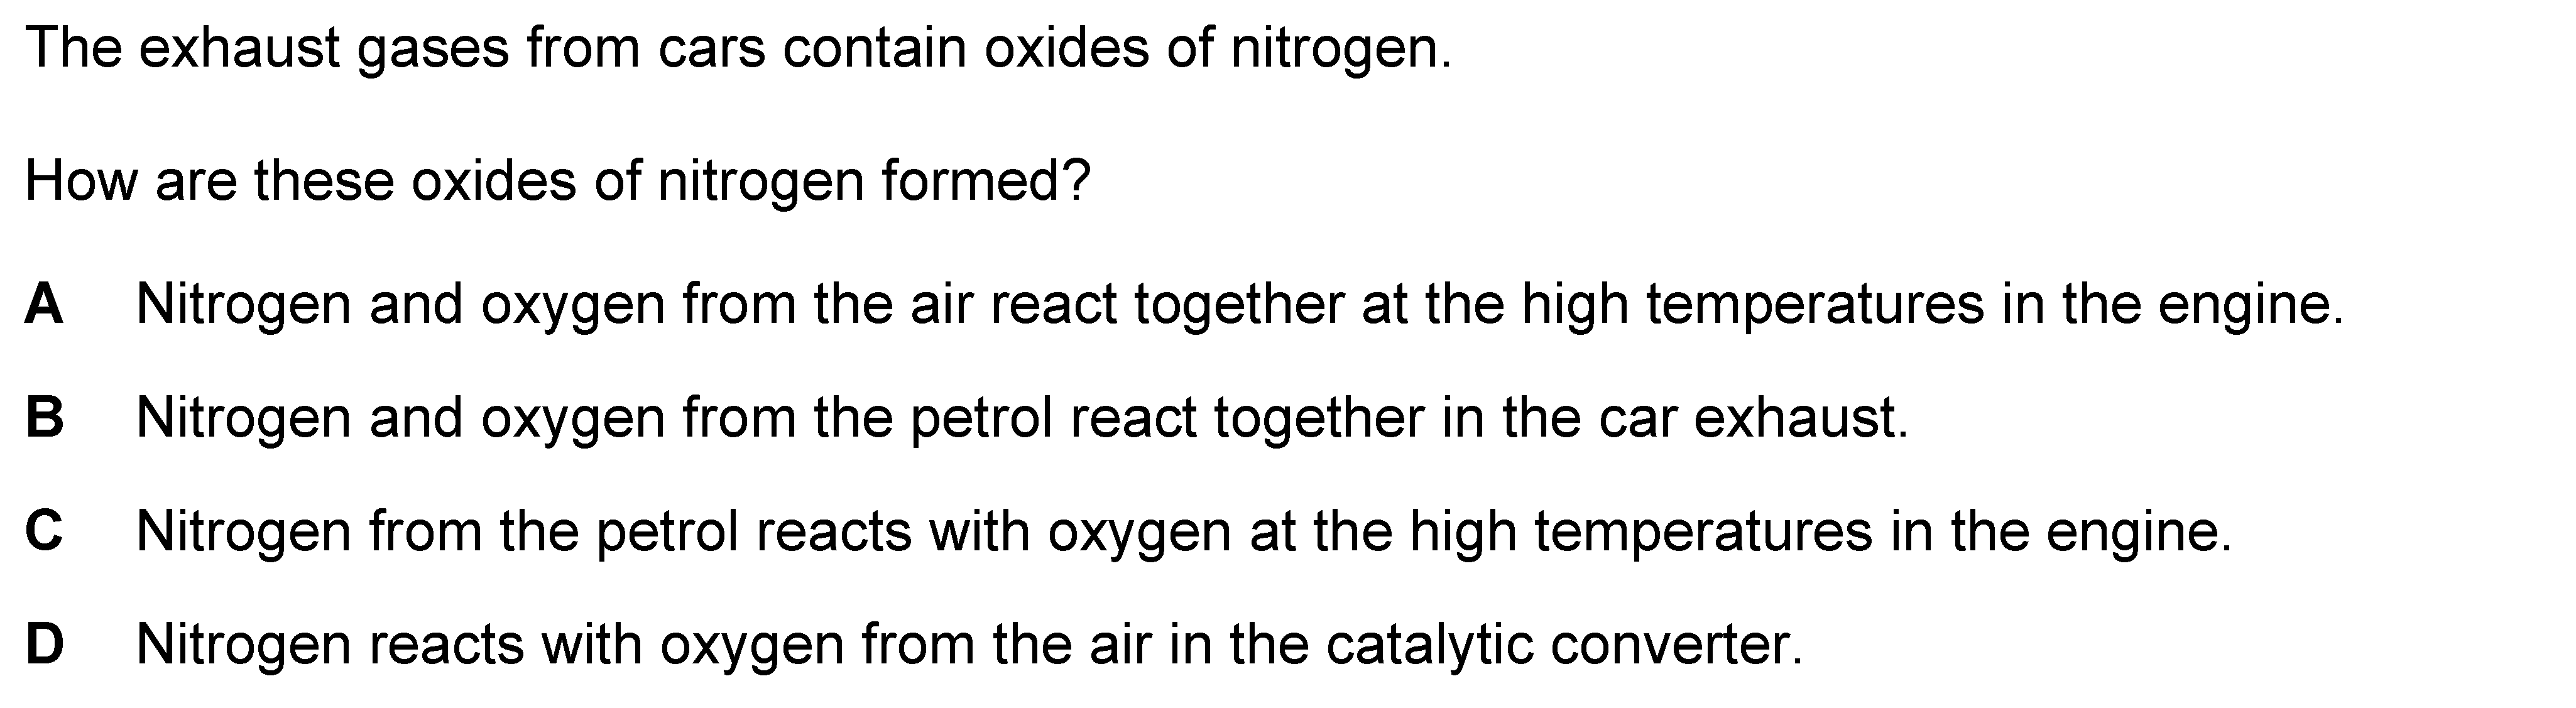 The exhaust gases from cars contain oxides of nitrogen.
How are these oxides of nitrogen formed?
A Nitrogen and oxygen from the air react together at the high temperatures in the engine.
B Nitrogen and oxygen from the petrol react together in the car exhaust.
C Nitrogen from the petrol reacts with oxygen at the high temperatures in the engine.
D Nitrogen reacts with oxygen from the air in the catalytic converter.